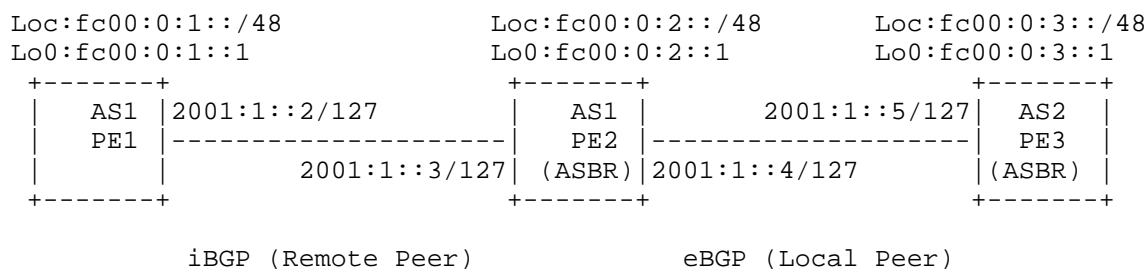 Loc:fc00:0:1::/48 Loc:fc00:0:2::/48 Loc:fc00:0:3::/48
Lo0:fc00:0:1::1 Lo0:fc00:0:2::1 Lo0:fc00:0:3::1
+-------+ +-------+ +-------+
| AS1 |2001:1::2/127 | AS1 | 2001:1::5/127| AS2 |
| PE1 |---------------------| PE2 |--------------------| PE3 |
| | 2001:1::3/127| (ASBR)|2001:1::4/127 |(ASBR) |
+-------+ +-------+ +-------+
iBGP (Remote Peer) eBGP (Local Peer)